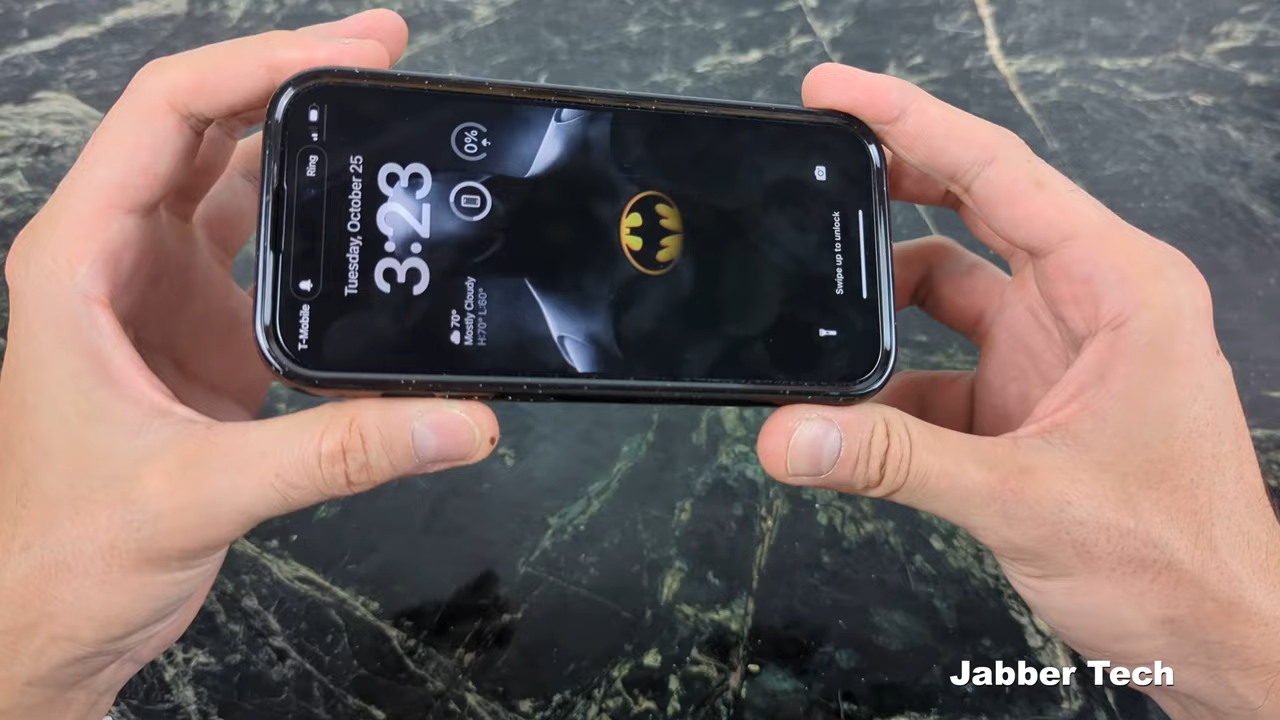 T-Mobile
Ring
Tuesday, October 25
3:23
70°
Mostly Cloudy
H:70° L:60°
0%
Swipe up to unlock
Jabber Tech